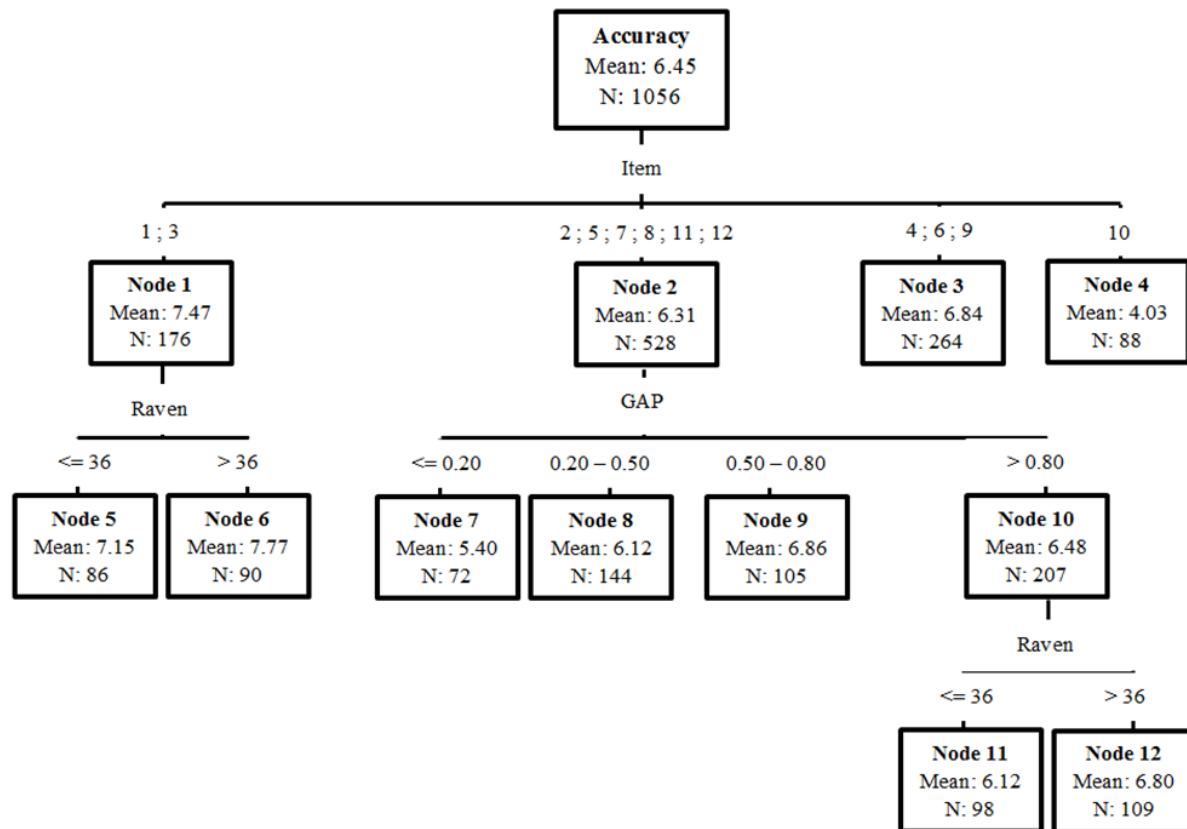 Accuracy
Mean: 6.45
N: 1056
Item
1 ; 3
2 ; 5 ; 7 ; 8 ; 11 ; 12
4 ; 6 ; 9
10
Node 1
Mean: 7.47
N: 176
Node 2
Mean: 6.31
N: 528
Node 3
Mean: 6.84
N: 264
Node 4
Mean: 4.03
N: 88
Raven
GAP
<= 36
> 36
<= 0.20
0.20 – 0.50
0.50 – 0.80
> 0.80
Node 5
Mean: 7.15
N: 86
Node 6
Mean: 7.77
N: 90
Node 7
Mean: 5.40
N: 72
Node 8
Mean: 6.12
N: 144
Node 9
Mean: 6.86
N: 105
Node 10
Mean: 6.48
N: 207
Raven
<= 36
> 36
Node 11
Mean: 6.12
N: 98
Node 12
Mean: 6.80
N: 109